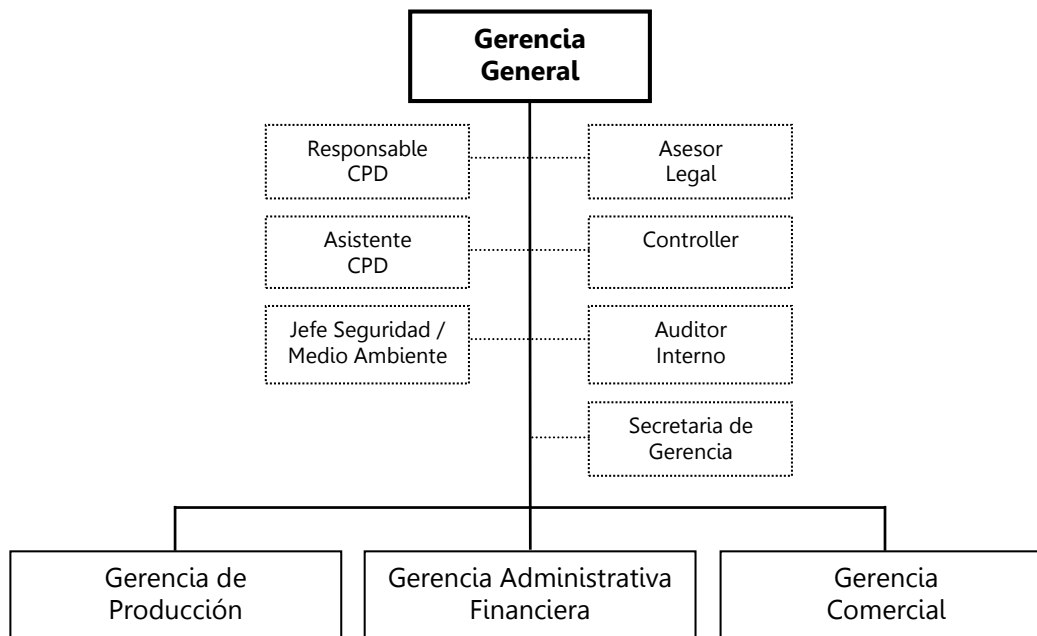 Gerencia
General
Responsable
CPD
Asesor
Legal
Asistente
CPD
Controller
Jefe Seguridad /
Medio Ambiente
Auditor
Interno
Secretaria de
Gerencia
Gerencia de
Producción
Gerencia Administrativa
Financiera
Gerencia
Comercial